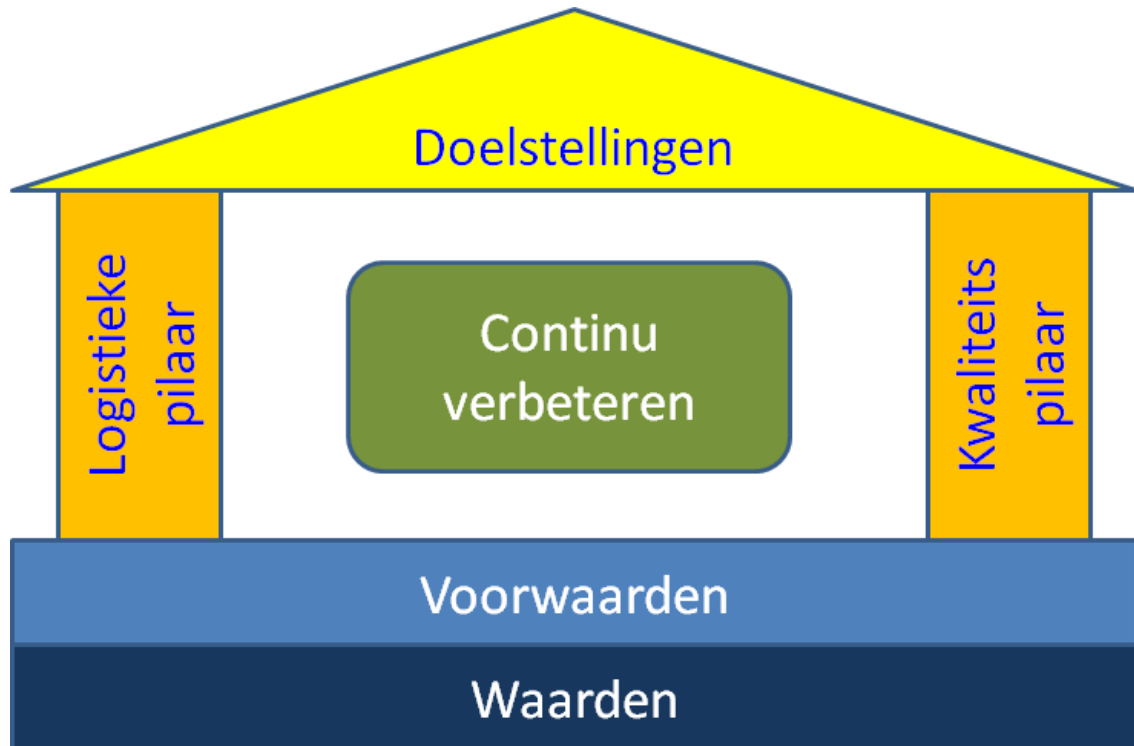 Doelstellingen
Logistieke
pilaar
Continu
verbeteren
Kwaliteits
pilaar
Voorwaarden
Waarden